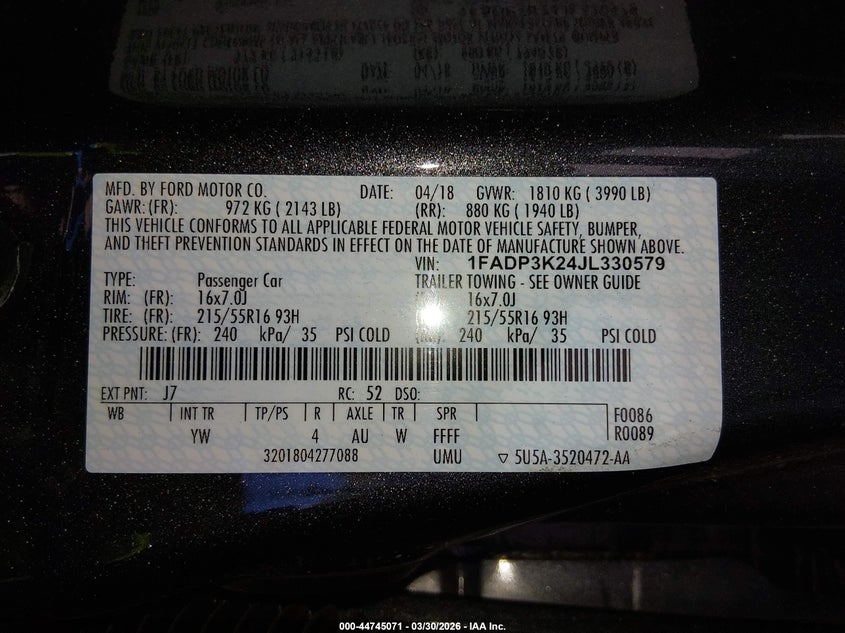 MFD. BY FORD MOTOR CO. DATE: 04/18 GVWR: 1810 KG ( 3990 LB)
GAWR: (FR): 972 KG ( 2143 LB) (RR): 880 KG ( 1940 LB)
THIS VEHICLE CONFORMS TO ALL APPLICABLE FEDERAL MOTOR VEHICLE SAFETY, BUMPER,
AND THEFT PREVENTION STANDARDS IN EFFECT ON THE DATE OF MANUFACTURE SHOWN ABOVE.
VIN: 1FADP3K24JL330579
TYPE: Passenger Car TRAILER TOWING - SEE OWNER GUIDE
RIM: (FR): 16x7.0J 16x7.0J
TIRE: (FR): 215/55R16 93H 215/55R16 93H
PRESSURE: (FR): 240 kPa/ 35 PSI COLD 240 kPa/ 35 PSI COLD
EXT PNT: J7 RC: 52 DSO:
WB INT TR TP/PS R AXLE TR SPR F0086
YW 4 AU W FFFF R0089
3201804277088 UMU ▽ 5U5A-3520472-AA
000-44745071 - 03/30/2026 - IAA Inc.